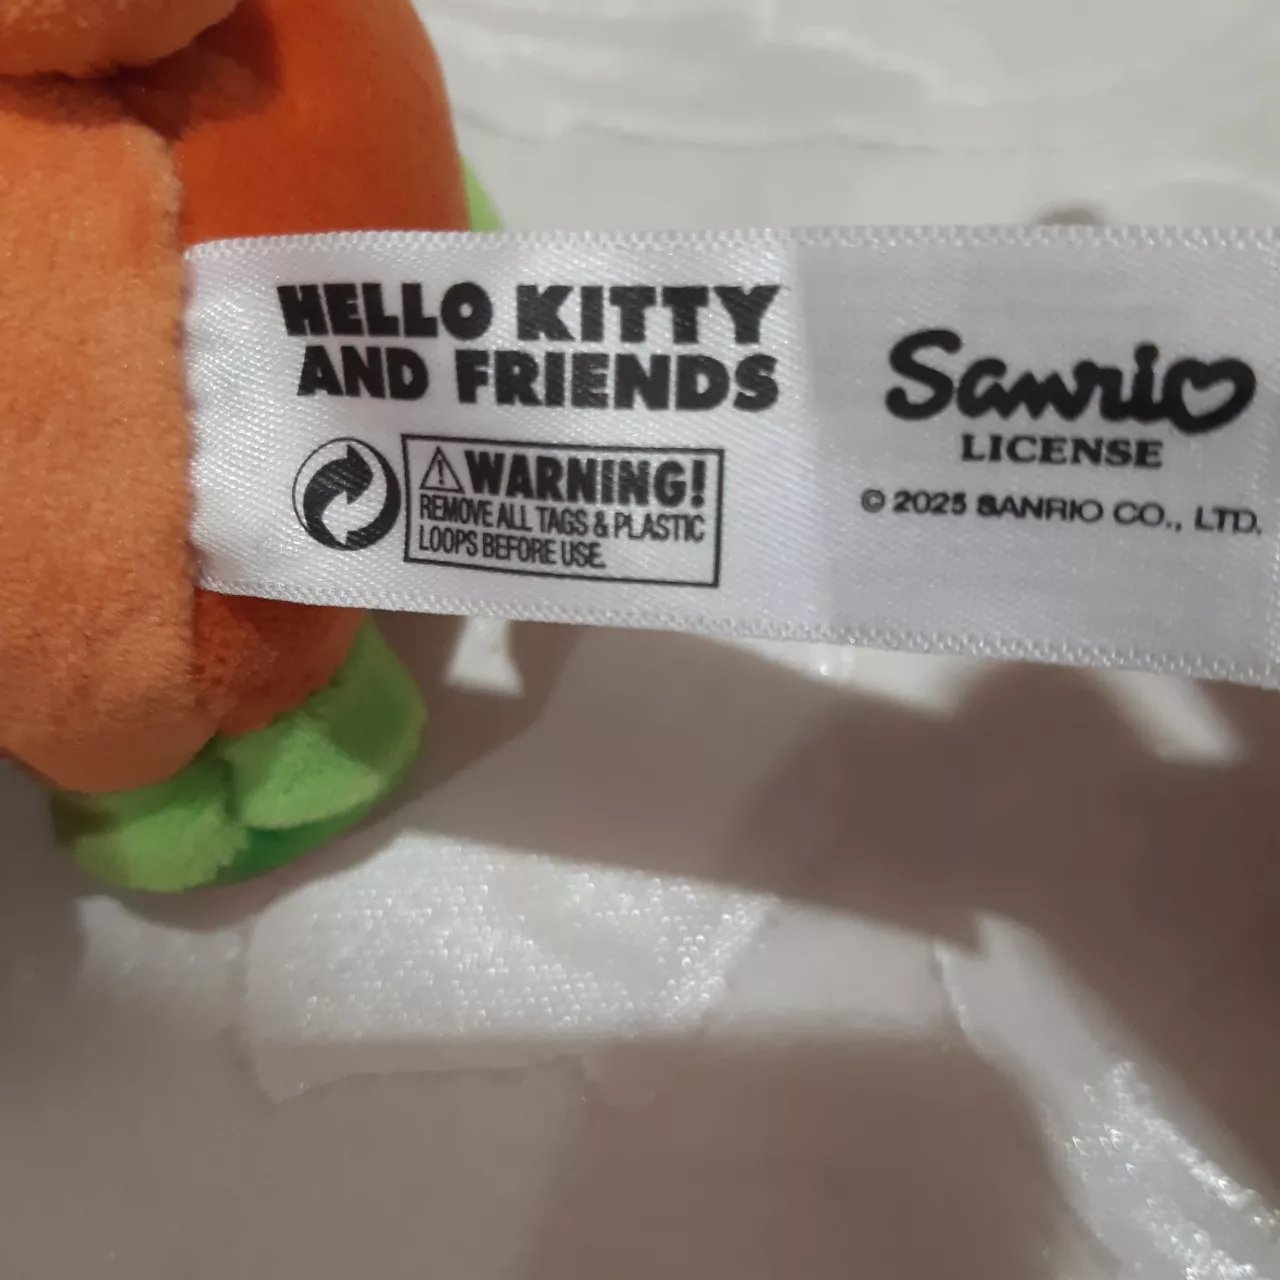 HELLO KITTY
AND FRIENDS
WARNING!
REMOVE ALL TAGS & PLASTIC
LOOPS BEFORE USE.
Sanrio
LICENSE
© 2025 SANRIO CO., LTD.